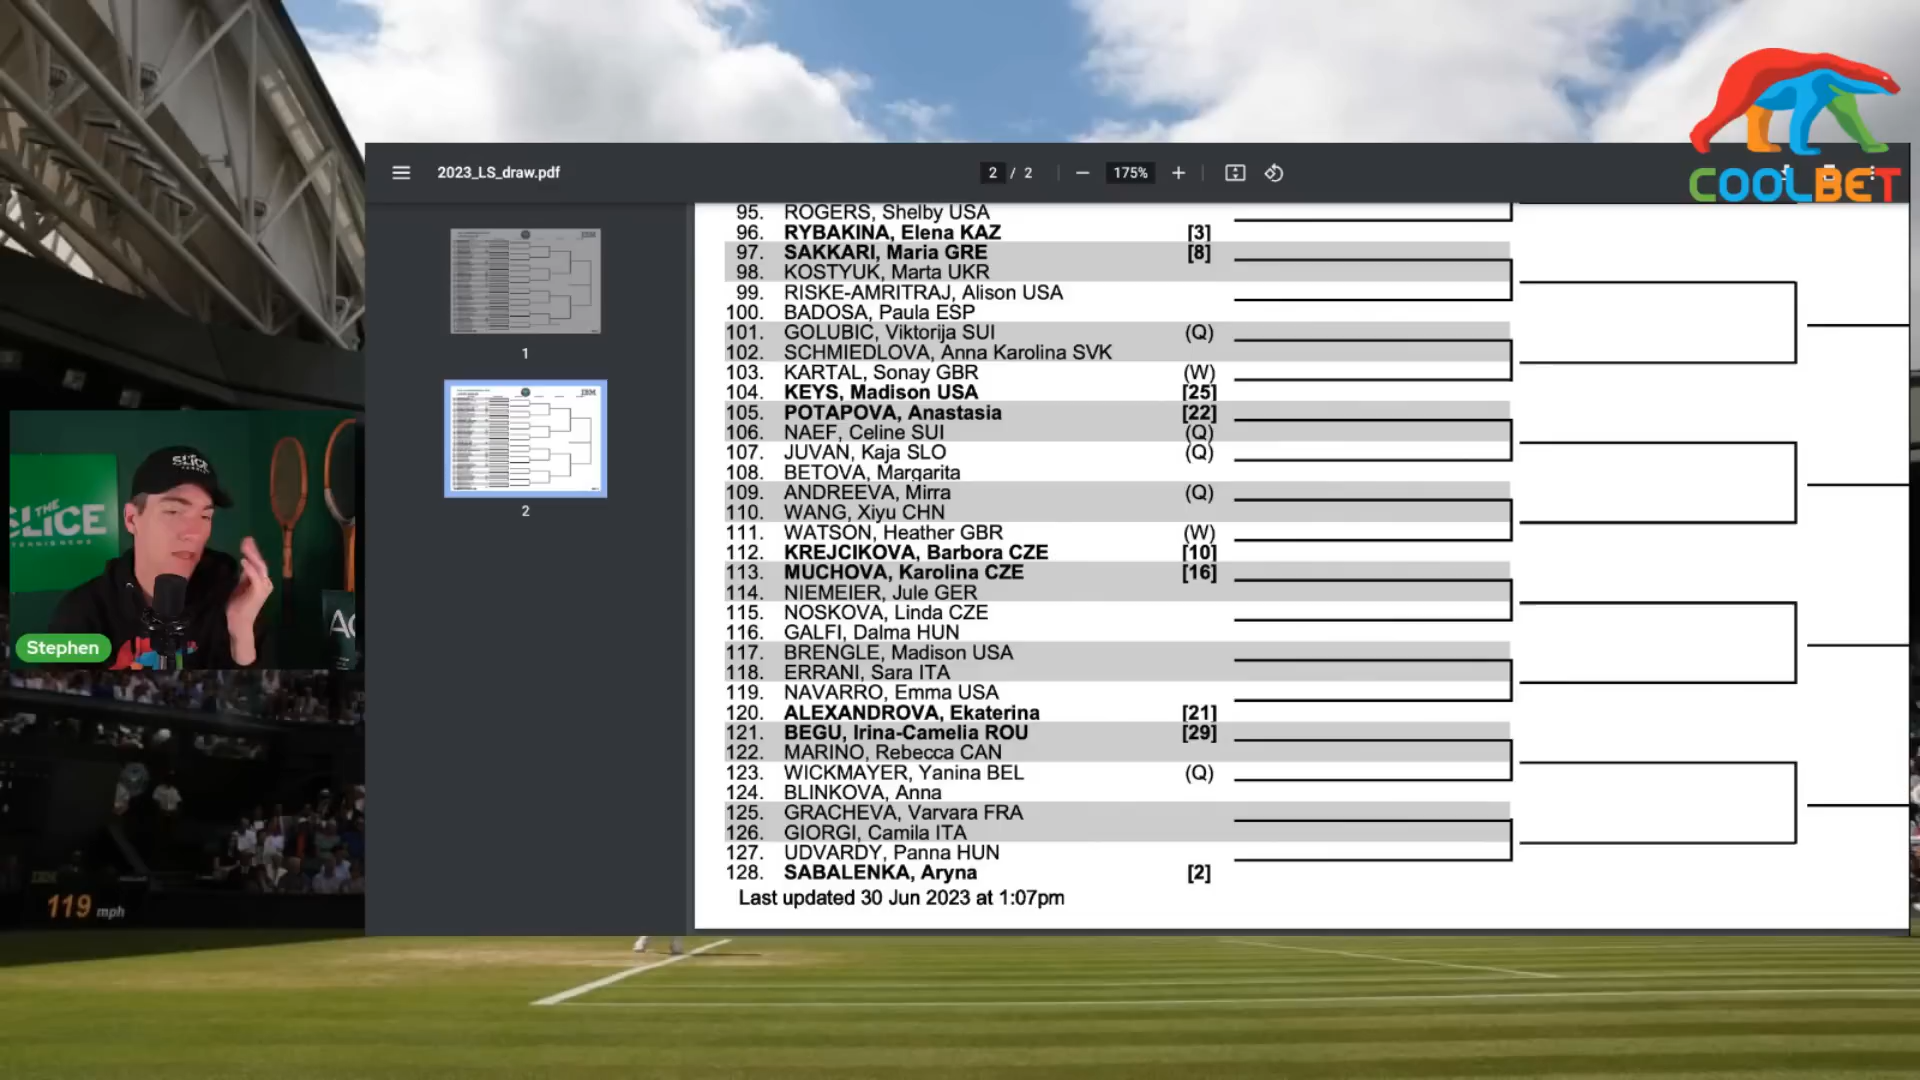 COOLBET
2023_LS_draw.pdf
2 / 2
175%
95. ROGERS, Shelby USA
96. RYBAKINA, Elena KAZ [3]
97. SAKKARI, Maria GRE [8]
98. KOSTYUK, Marta UKR
99. RISKE-AMRITRAJ, Alison USA
100. BADOSA, Paula ESP
101. GOLUBIC, Viktorija SUI (Q)
102. SCHMIEDLOVA, Anna Karolina SVK
103. KARTAL, Sonay GBR (W)
104. KEYS, Madison USA [25]
105. POTAPOVA, Anastasia [22]
106. NAEF, Celine SUI (Q)
107. JUVAN, Kaja SLO (Q)
108. BETOVA, Margarita
109. ANDREEVA, Mirra (Q)
110. WANG, Xiyu CHN
111. WATSON, Heather GBR (W)
112. KREJCIKOVA, Barbora CZE [10]
113. MUCHOVA, Karolina CZE [16]
114. NIEMEIER, Jule GER
115. NOSKOVA, Linda CZE
116. GALFI, Dalma HUN
117. BRENGLE, Madison USA
118. ERRANI, Sara ITA
119. NAVARRO, Emma USA
120. ALEXANDROVA, Ekaterina [21]
121. BEGU, Irina-Camelia ROU [29]
122. MARINO, Rebecca CAN
123. WICKMAYER, Yanina BEL (Q)
124. BLINKOVA, Anna
125. GRACHEVA, Varvara FRA
126. GIORGI, Camila ITA
127. UDVARDY, Panna HUN
128. SABALENKA, Aryna [2]
Last updated 30 Jun 2023 at 1:07pm
IBM
1
IBM
2
THE
SLICE
TENNIS NEWS
SLICE
AO
Stephen
IBM
119 mph